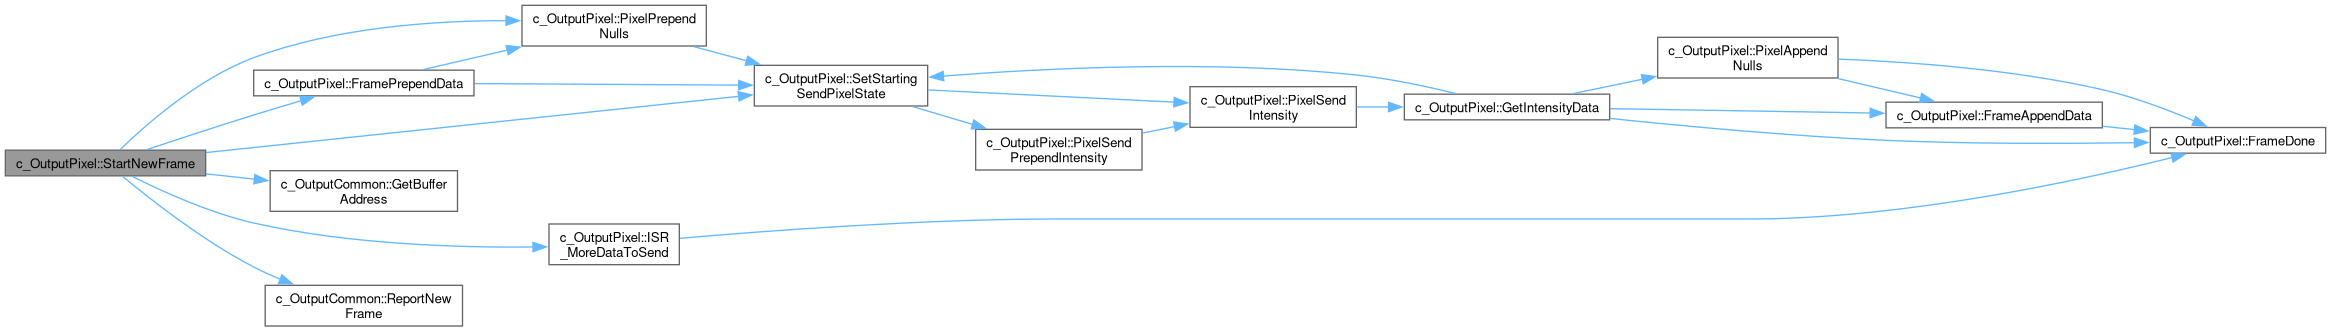 c_OutputPixel::StartNewFrame
c_OutputPixel::FramePrependData
c_OutputPixel::PixelPrepend
Nulls
c_OutputPixel::SetStarting
SendPixelState
c_OutputPixel::PixelSend
PrependIntensity
c_OutputPixel::PixelSend
Intensity
c_OutputPixel::GetIntensityData
c_OutputPixel::PixelAppend
Nulls
c_OutputPixel::FrameAppendData
c_OutputPixel::FrameDone
c_OutputCommon::GetBuffer
Address
c_OutputPixel::ISR
_MoreDataToSend
c_OutputCommon::ReportNew
Frame